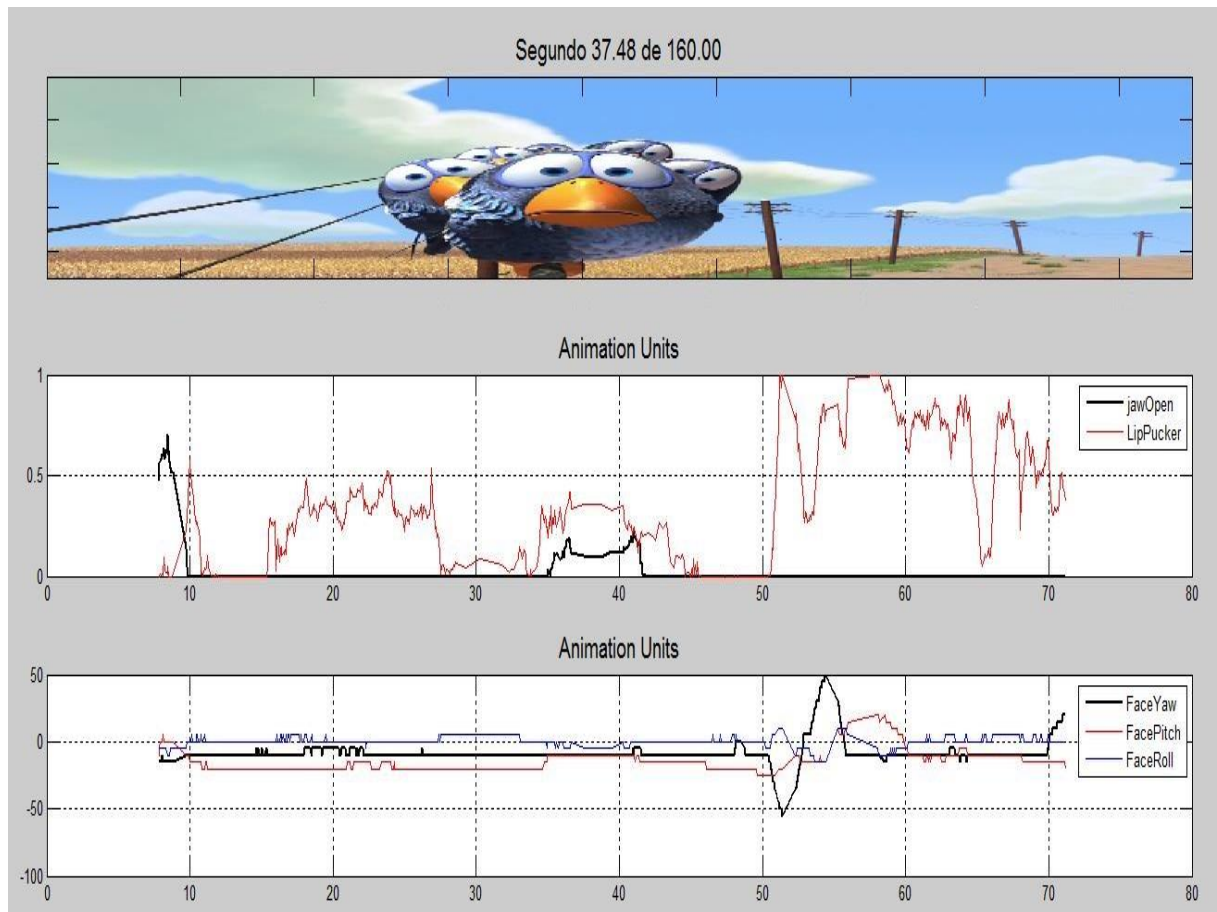 Segundo 37.48 de 160.00
Animation Units
1
0.5
0
jawOpen
LipPucker
0 10 20 30 40 50 60 70 80
Animation Units
50
0
-50
-100
FaceYaw
FacePitch
FaceRoll
0 10 20 30 40 50 60 70 80